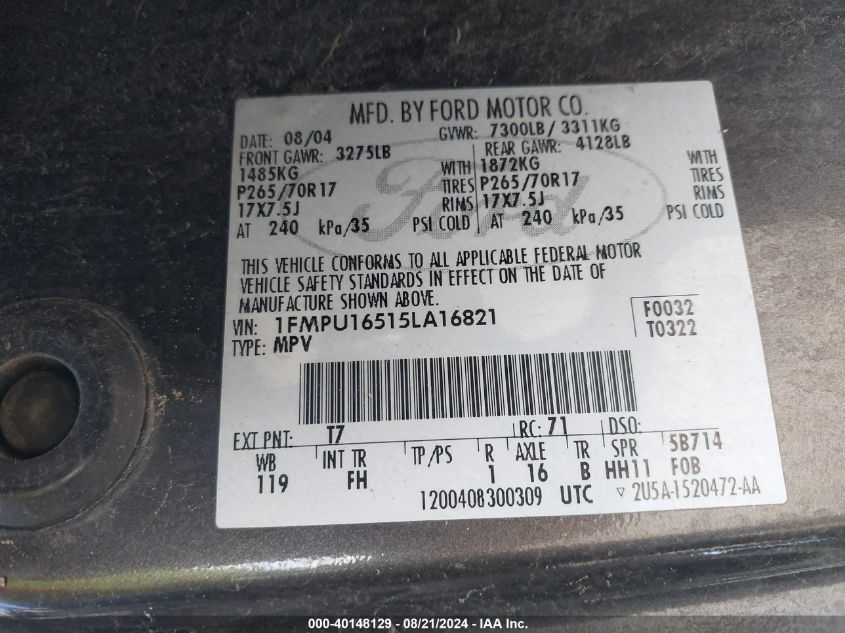 MFD. BY FORD MOTOR CO.
DATE: 08/04 GVWR: 7300LB/ 3311KG
FRONT GAWR: 3275LB REAR GAWR: 4128LB
1485KG WITH 1872KG WITH
P265/70R17 TIRES P265/70R17 TIRES
17X7.5J RIMS 17X7.5J RIMS
AT 240 kPa/35 PSI COLD AT 240 kPa/35 PSI COLD
Ford
THIS VEHICLE CONFORMS TO ALL APPLICABLE FEDERAL MOTOR
VEHICLE SAFETY STANDARDS IN EFFECT ON THE DATE OF
MANUFACTURE SHOWN ABOVE.
VIN: 1FMPU16515LA16821 F0032
TYPE: MPV T0322
EXT PNT: T7 RC: 71 DSO:
WB INT TR TP/PS R AXLE TR SPR 5B714
119 FH 1 16 B HH11 FOB
1200408300309 UTC ▽ 2U5A-1520472-AA
000-40148129 - 08/21/2024 - IAA Inc.